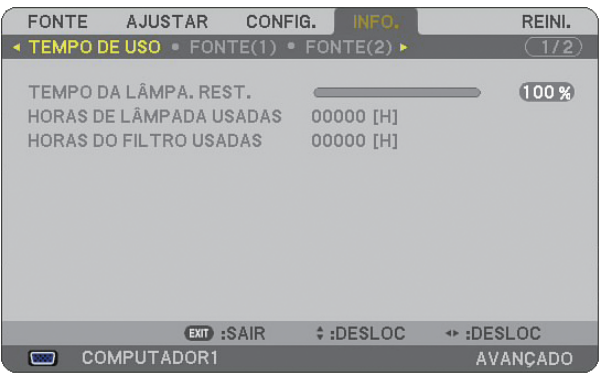 FONTE AJUSTAR CONFIG. INFO. REINI.
TEMPO DE USO • FONTE(1) • FONTE(2) 1/2
TEMPO DA LÂMPA. REST. 100 %
HORAS DE LÂMPADA USADAS 00000 [H]
HORAS DO FILTRO USADAS 00000 [H]
EXIT :SAIR :DESLOC :DESLOC
COMPUTADOR1 AVANÇADO